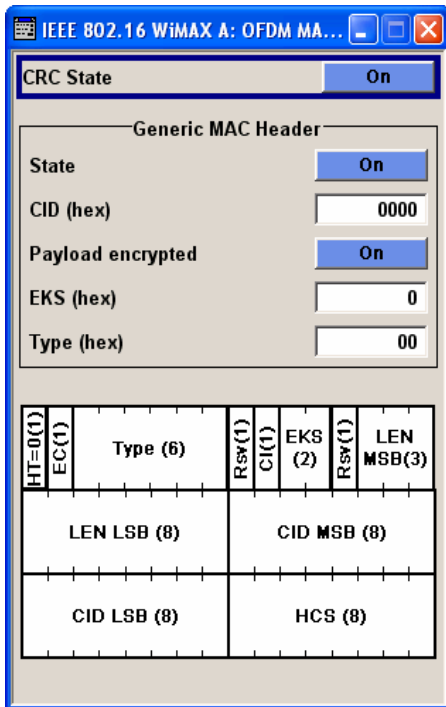 IEEE 802.16 WiMAX A: OFDM MA...
CRC State On
Generic MAC Header
State On
CID (hex) 0000
Payload encrypted On
EKS (hex) 0
Type (hex) 00
HT=0(1) EC(1) Type (6) Rsv(1) CI(1) EKS (2) Rsv(1) LEN MSB(3)
LEN LSB (8) CID MSB (8)
CID LSB (8) HCS (8)